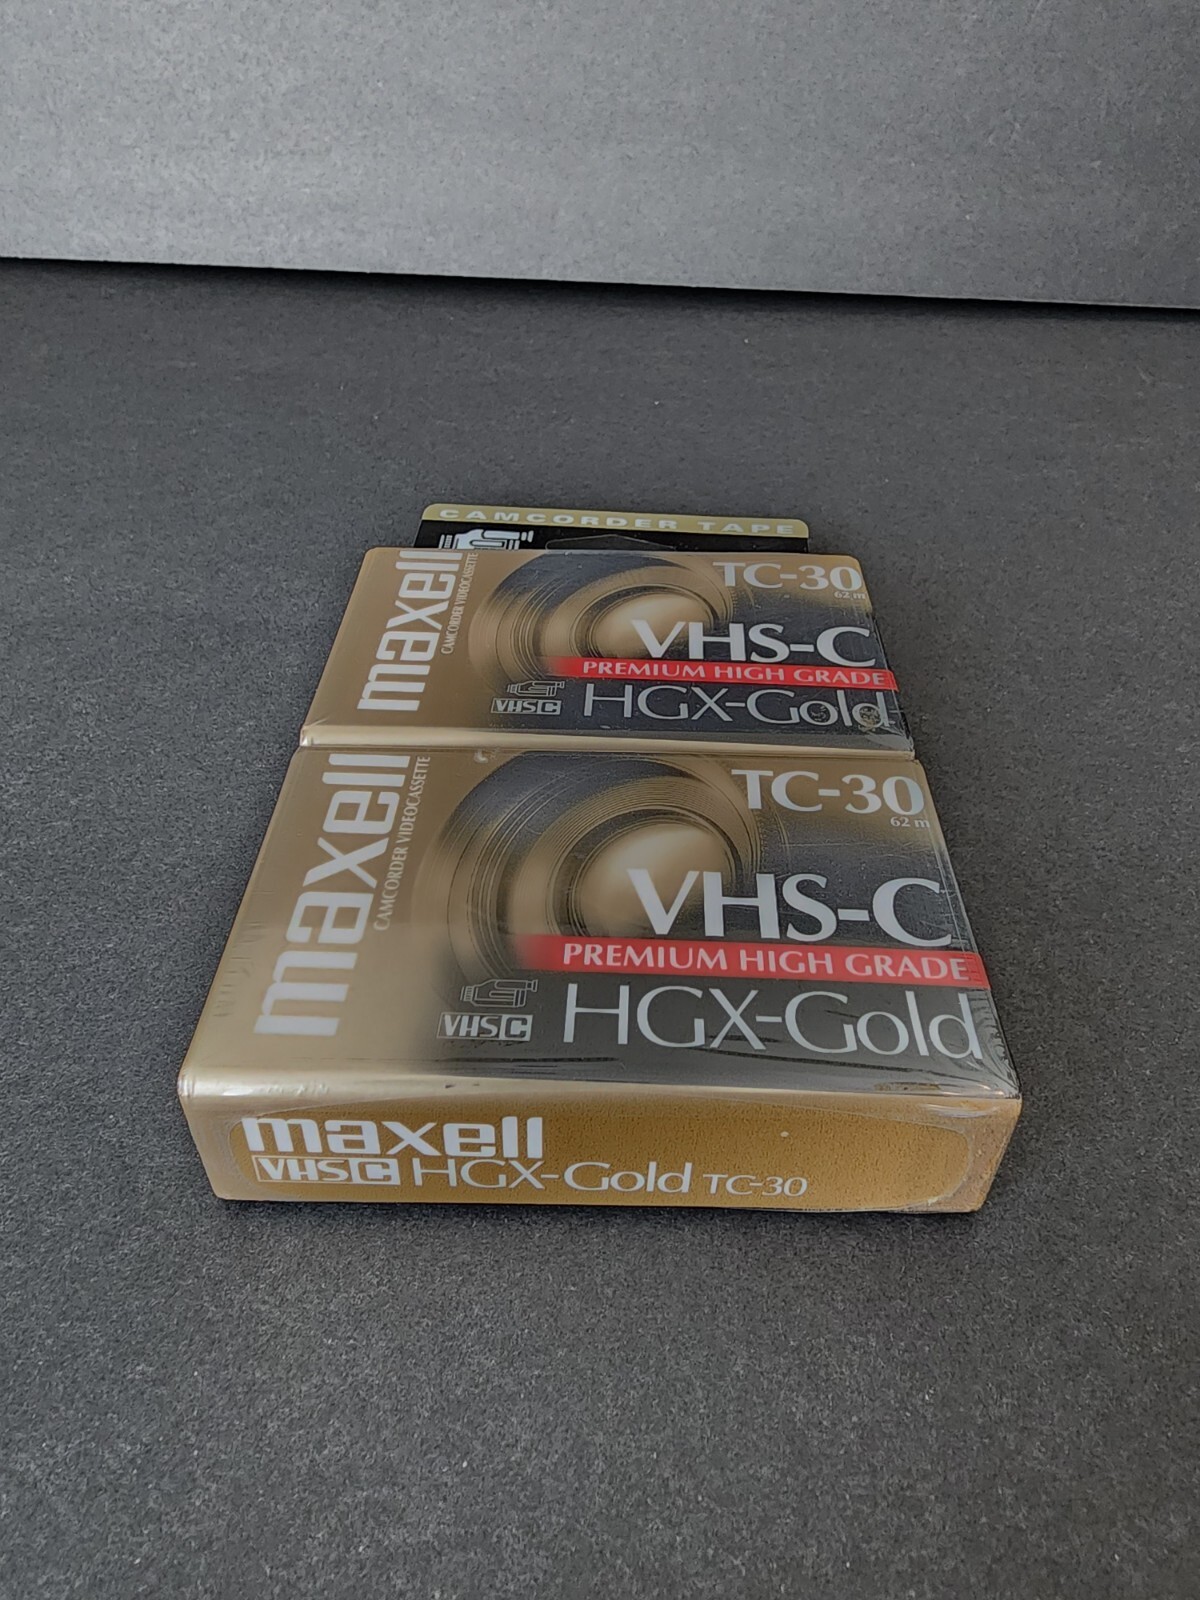 CAMCORDER TAPE
maxell
CAMCORDER VIDEOCASSETTE
TC-30
62 m
VHS-C
PREMIUM HIGH GRADE
VHS C
HGX-Gold
maxell
CAMCORDER VIDEOCASSETTE
TC-30
62 m
VHS-C
PREMIUM HIGH GRADE
VHS C
HGX-Gold
maxell
VHS C HGX-Gold TC-30